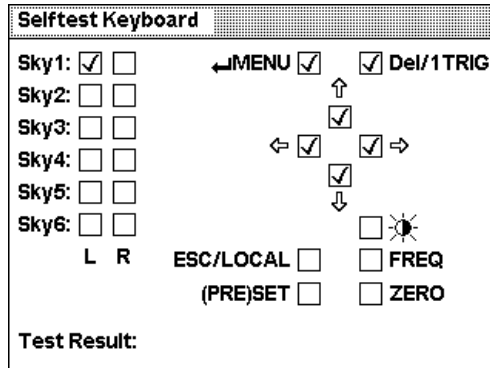 Selftest Keyboard
Sky1: MENU Del/1TRIG
Sky2:
Sky3:
Sky4:
Sky5:
Sky6:
L R ESC/LOCAL FREQ
(PRE)SET ZERO
Test Result: